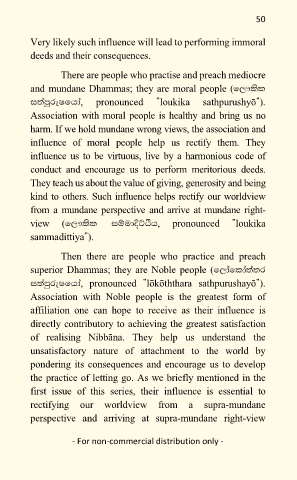 50
Very likely such influence will lead to performing immoral
deeds and their consequences.
There are people who practise and preach mediocre
and mundane Dhammas; they are moral people (ලෞකික
සත්පුරුෂයෝ, pronounced "loukika sathpurushyō").
Association with moral people is healthy and bring us no
harm. If we hold mundane wrong views, the association and
influence of moral people help us rectify them. They
influence us to be virtuous, live by a harmonious code of
conduct and encourage us to perform meritorious deeds.
They teach us about the value of giving, generosity and being
kind to others. Such influence helps rectify our worldview
from a mundane perspective and arrive at mundane right-
view (ලෞකික සම්මාදිට්ඨිය, pronounced "loukika
sammadittiya").
Then there are people who practice and preach
superior Dhammas; they are Noble people (ලෝකෝත්තර
සත්පුරුෂයෝ, pronounced "lōkōththara sathpurushayō").
Association with Noble people is the greatest form of
affiliation one can hope to receive as their influence is
directly contributory to achieving the greatest satisfaction
of realising Nibbāna. They help us understand the
unsatisfactory nature of attachment to the world by
pondering its consequences and encourage us to develop
the practice of letting go. As we briefly mentioned in the
first issue of this series, their influence is essential to
rectifying our worldview from a supra-mundane
perspective and arriving at supra-mundane right-view
- For non-commercial distribution only -